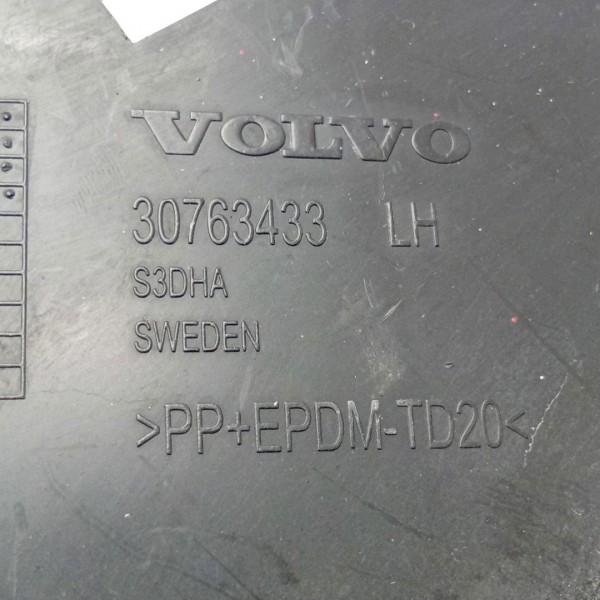 VOLVO
30763433 LH
S3DHA
SWEDEN
>PP+EPDM-TD20<